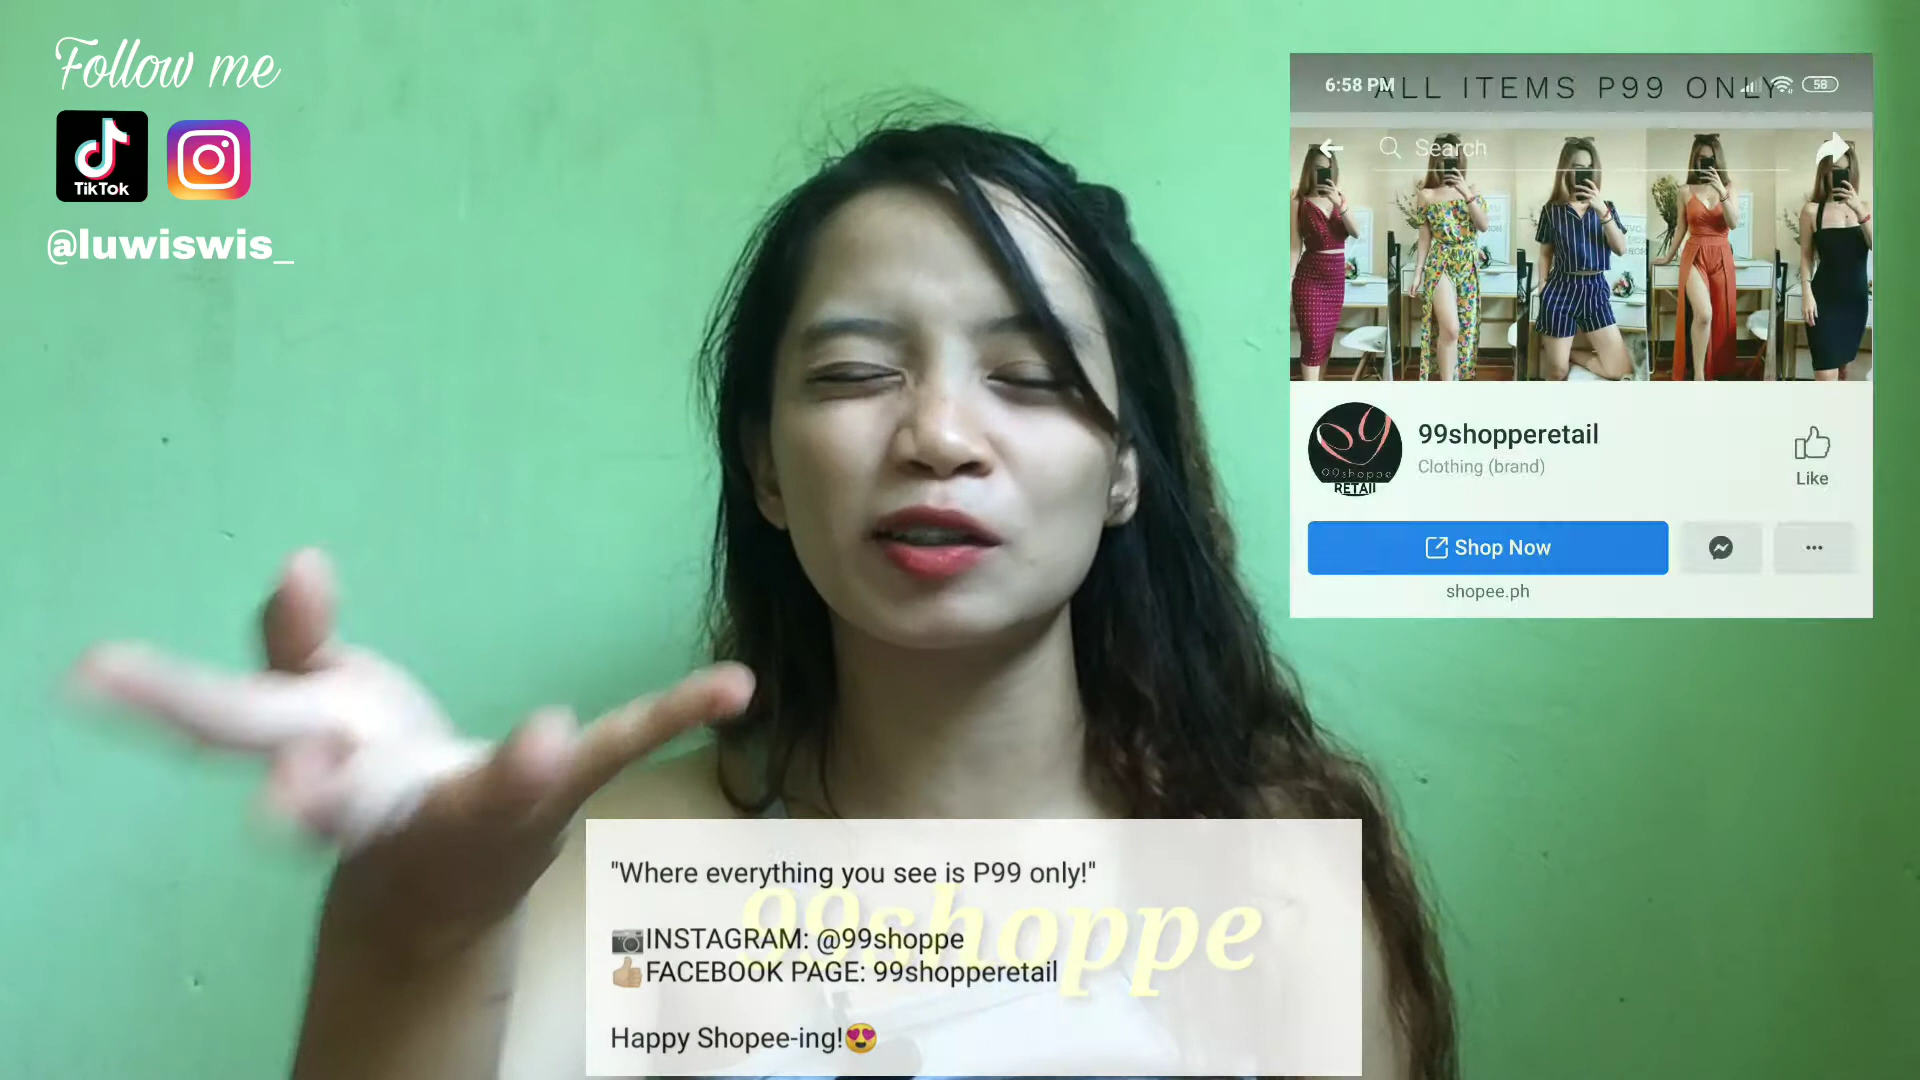 Follow me
TikTok
@luwiswis_
6:58 PM
58
ALL ITEMS P99 ONLY
Search
99shopperetail
Clothing (brand)
Like
99shoppe
RETAIL
Shop Now
shopee.ph
"Where everything you see is P99 only!"
99shoppe
📷INSTAGRAM: @99shoppe
👍🏽FACEBOOK PAGE: 99shopperetail
Happy Shopee-ing!😍